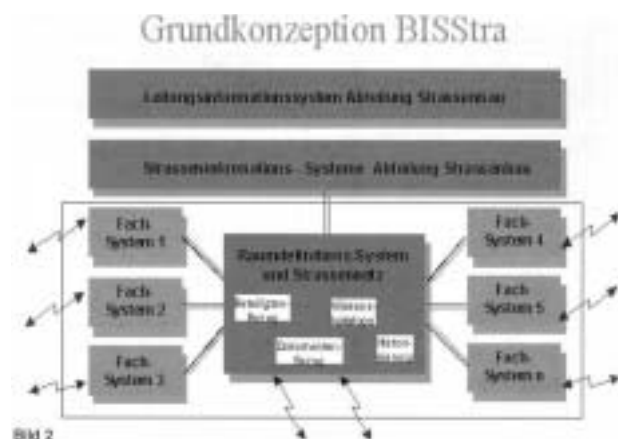 Grundkonzeption BISStra
Leitungsinformationssystem Abteilung Strassenbau
Strasseninformations- Systeme Abteilung Strassenbau
Fach-
System 1
Fach-
System 2
Fach-
System 3
Raumdefinitions-System
und Strassennetz
Fach-
System 4
Fach-
System 5
Fach-
System n
Bild 2